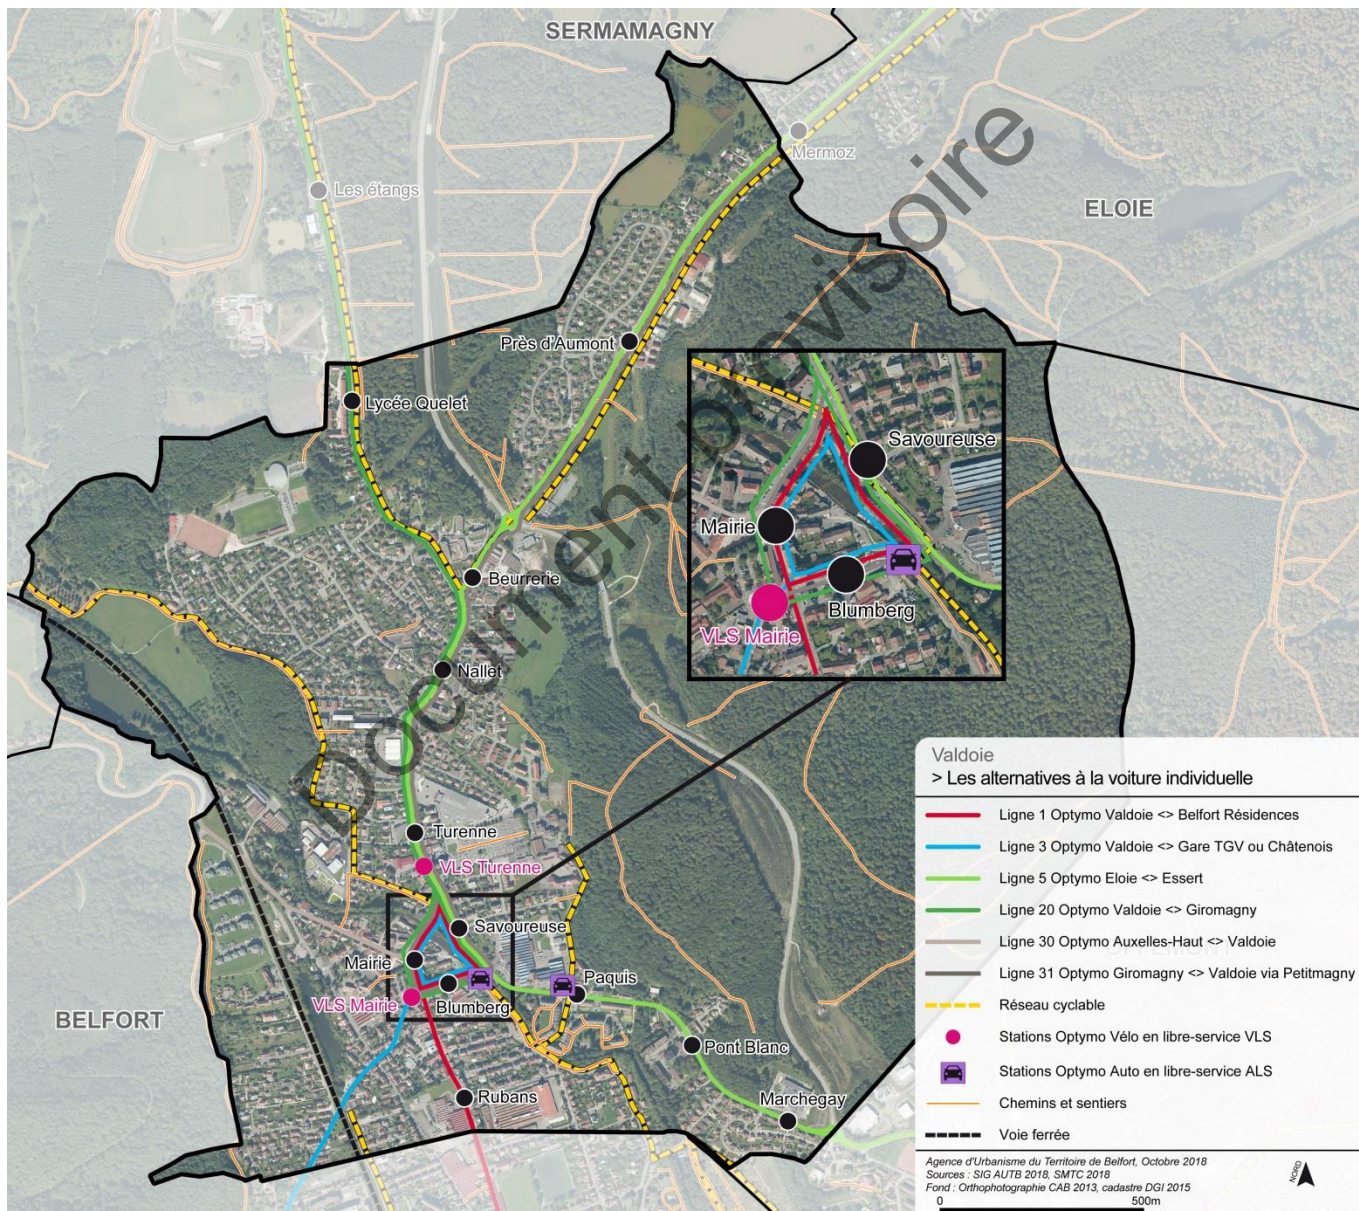 SERMAMAGNY
Mermoz
Les étangs
ELOIE
Document provisoire
Près d'Aumont
Lycée Quelet
Savoureuse
Mairie
Blumberg
VLS Mairie
Beurrerie
Nallet
Turenne
VLS Turenne
Savoureuse
Mairie
VLS Mairie
Blumberg
Paquis
BELFORT
Pont Blanc
Rubans
Marchegay
Valdoie
> Les alternatives à la voiture individuelle
Ligne 1 Optymo Valdoie <> Belfort Résidences
Ligne 3 Optymo Valdoie <> Gare TGV ou Châtenois
Ligne 5 Optymo Eloie <> Essert
Ligne 20 Optymo Valdoie <> Giromagny
Ligne 30 Optymo Auxelles-Haut <> Valdoie
OFFEMONT
Ligne 31 Optymo Giromagny <> Valdoie via Petitmagny
Réseau cyclable
Stations Optymo Vélo en libre-service VLS
Stations Optymo Auto en libre-service ALS
Chemins et sentiers
Voie ferrée
Agence d'Urbanisme du Territoire de Belfort, Octobre 2018
Sources : SIG AUTB 2018, SMTC 2018
Fond : Orthophotographie CAB 2013, cadastre DGI 2015
NORD
0 500m